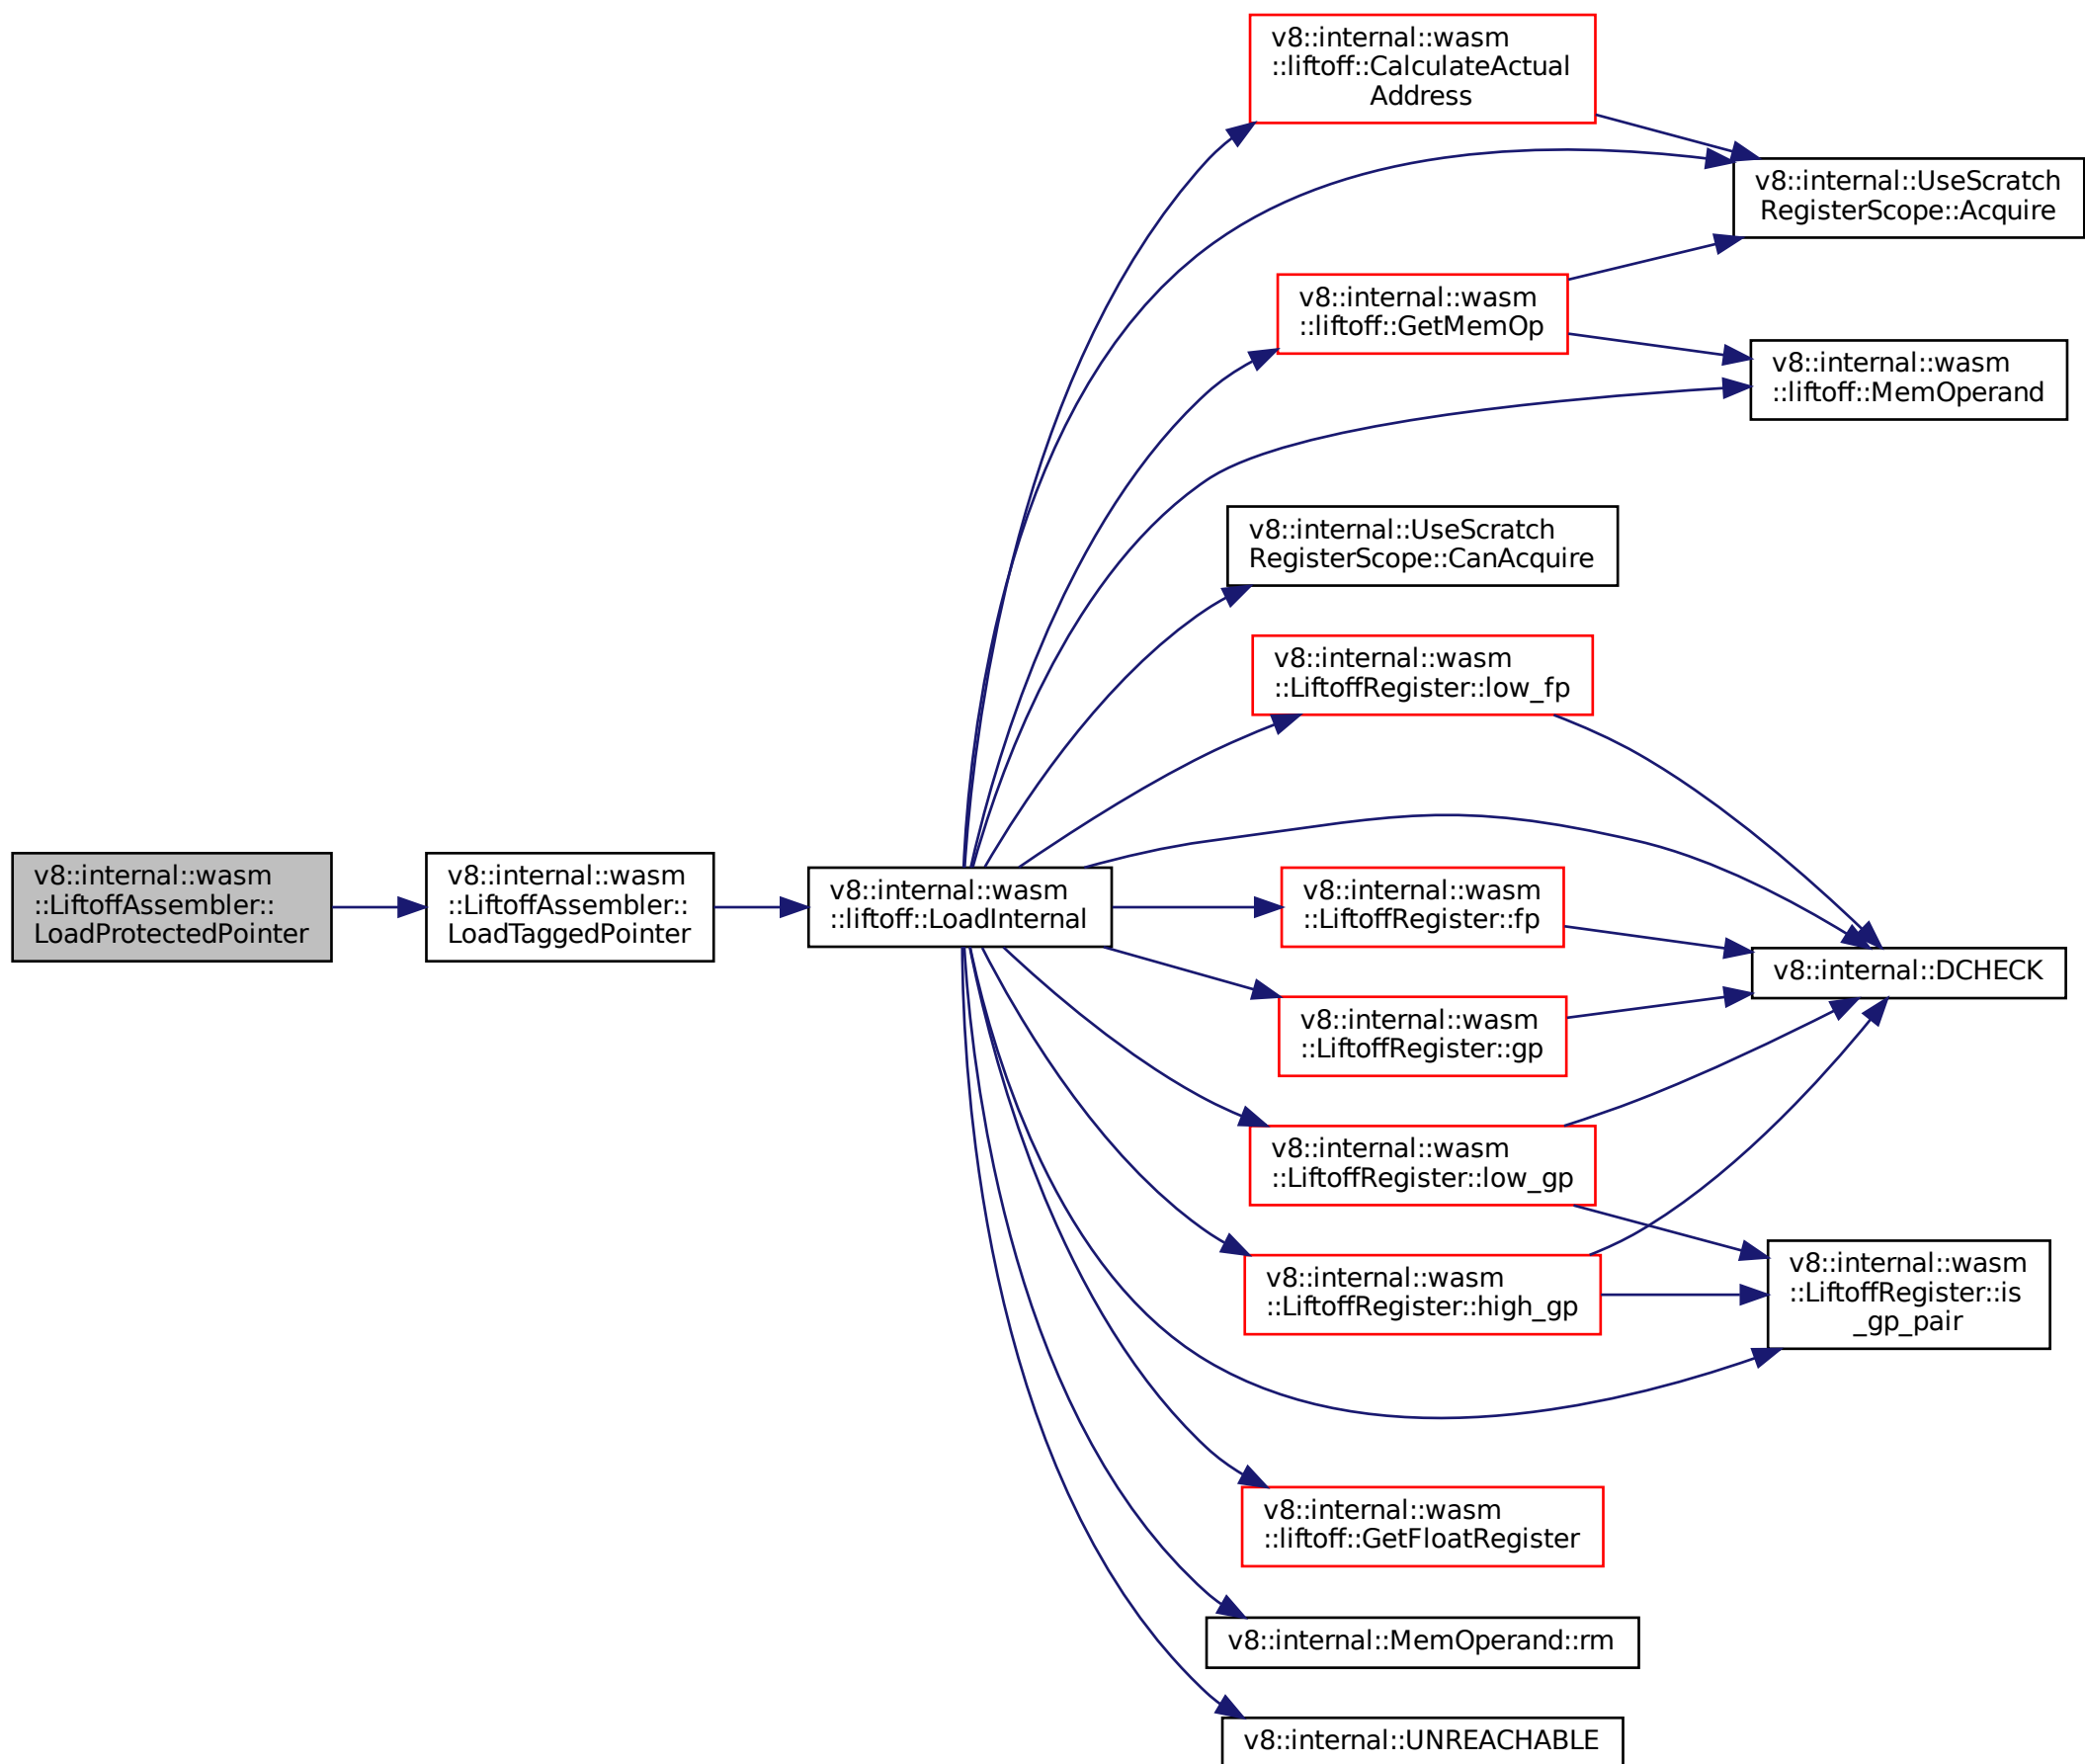 v8::internal::wasm
::liftoff::CalculateActual
Address
v8::internal::UseScratch
RegisterScope::Acquire
v8::internal::wasm
::liftoff::GetMemOp
v8::internal::wasm
::liftoff::MemOperand
v8::internal::UseScratch
RegisterScope::CanAcquire
v8::internal::wasm
::LiftoffRegister::low_fp
v8::internal::wasm
::LiftoffAssembler::
LoadProtectedPointer
v8::internal::wasm
::LiftoffAssembler::
LoadTaggedPointer
v8::internal::wasm
::liftoff::LoadInternal
v8::internal::wasm
::LiftoffRegister::fp
v8::internal::DCHECK
v8::internal::wasm
::LiftoffRegister::gp
v8::internal::wasm
::LiftoffRegister::low_gp
v8::internal::wasm
::LiftoffRegister::high_gp
v8::internal::wasm
::LiftoffRegister::is
_gp_pair
v8::internal::wasm
::liftoff::GetFloatRegister
v8::internal::MemOperand::rm
v8::internal::UNREACHABLE